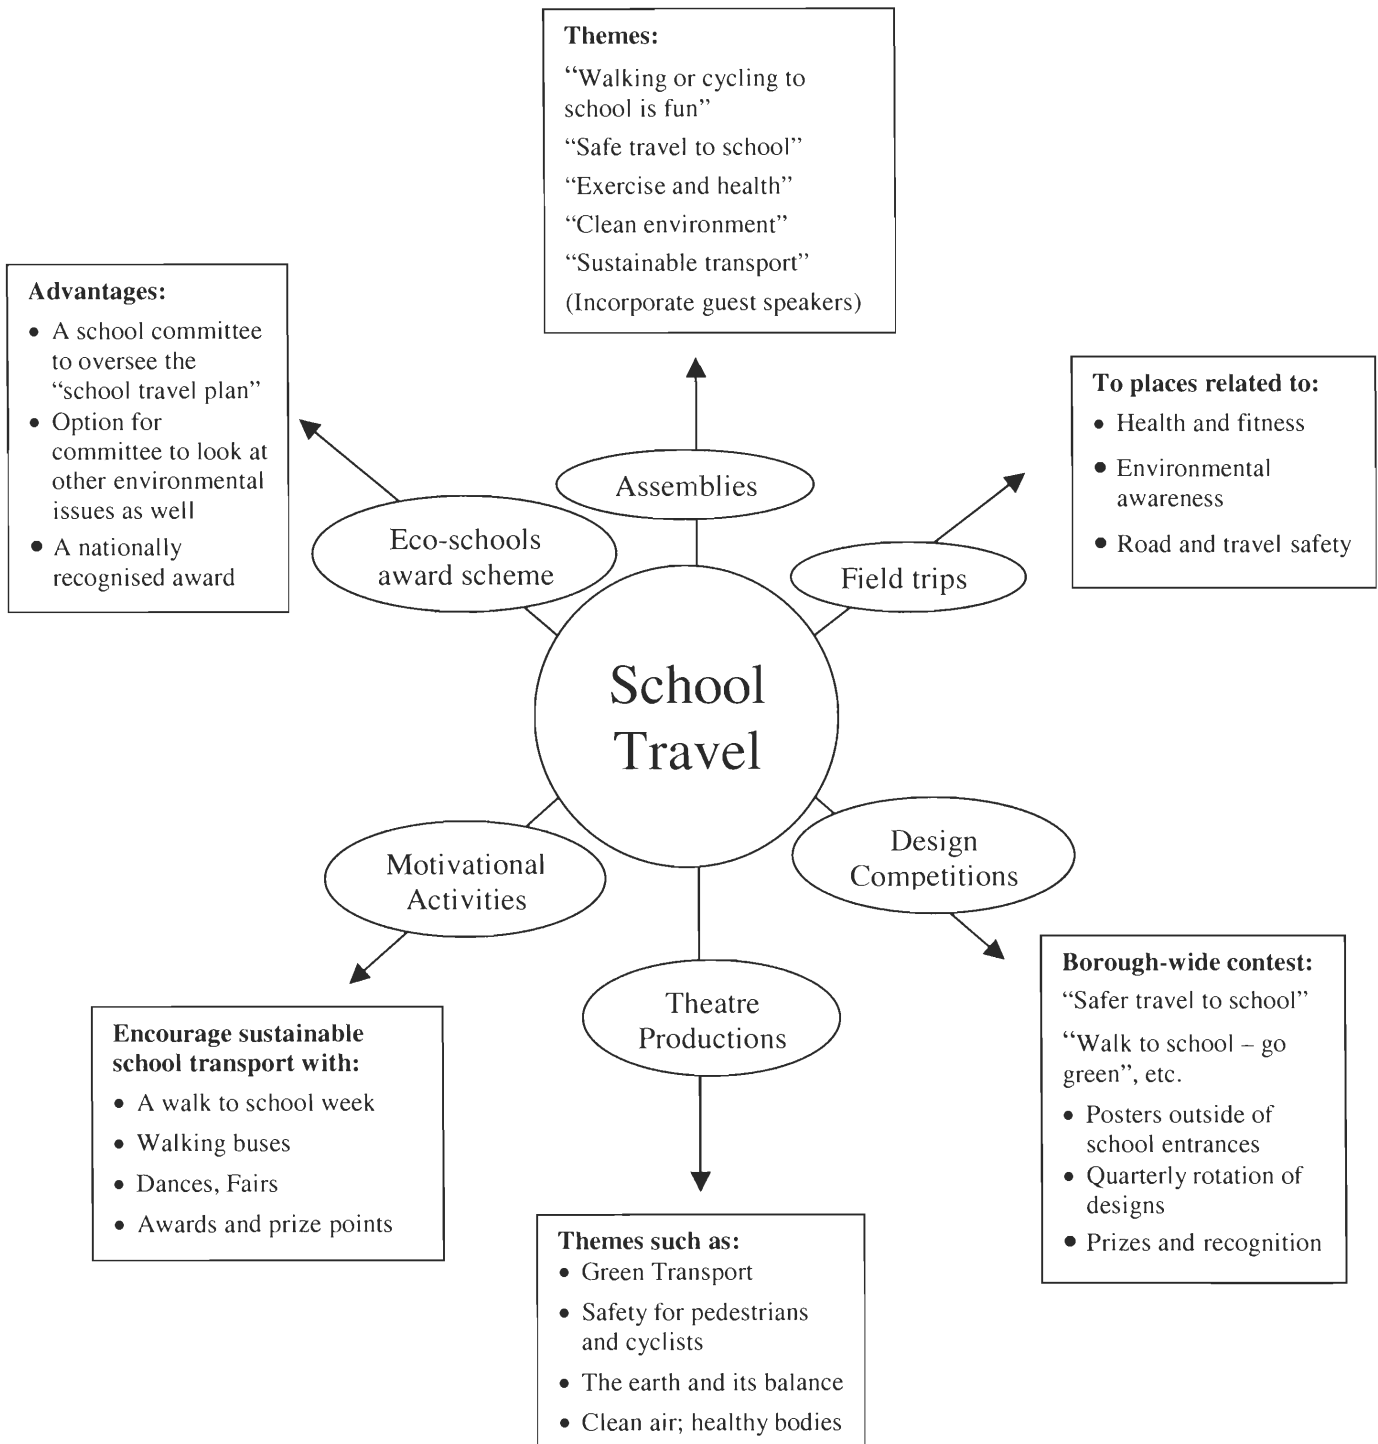 Themes:
“Walking or cycling to
school is fun”
“Safe travel to school”
“Exercise and health”
“Clean environment”
“Sustainable transport”
(Incorporate guest speakers)
Advantages:
• A school committee
to oversee the
“school travel plan”
• Option for
committee to look at
other environmental
issues as well
• A nationally
recognised award
To places related to:
• Health and fitness
• Environmental
awareness
• Road and travel safety
Assemblies
Eco-schools
award scheme
Field trips
School
Travel
Motivational
Activities
Design
Competitions
Theatre
Productions
Encourage sustainable
school transport with:
• A walk to school week
• Walking buses
• Dances, Fairs
• Awards and prize points
Borough-wide contest:
“Safer travel to school”
“Walk to school – go
green”, etc.
• Posters outside of
school entrances
• Quarterly rotation of
designs
• Prizes and recognition
Themes such as:
• Green Transport
• Safety for pedestrians
and cyclists
• The earth and its balance
• Clean air; healthy bodies